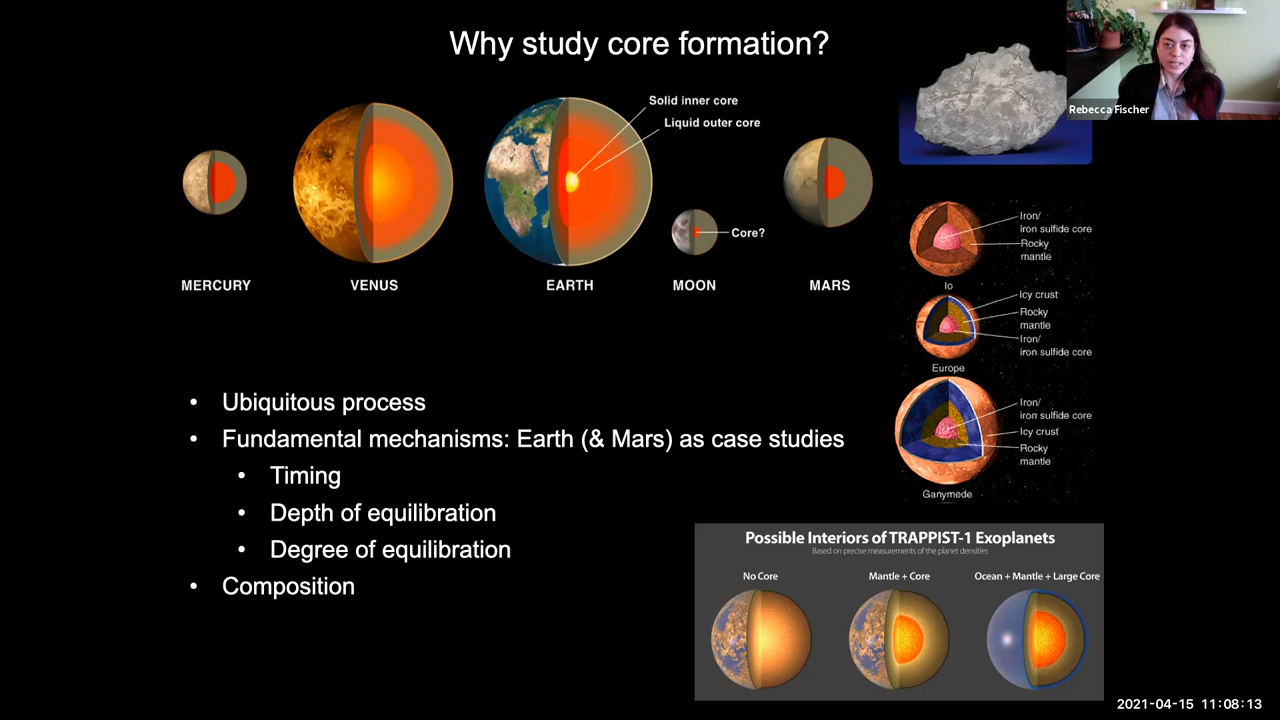 Why study core formation?
Rebecca Fischer
Solid inner core
Liquid outer core
Core?
MERCURY
VENUS
EARTH
MOON
MARS
Iron/
iron sulfide core
Rocky
mantle
Io
Icy crust
Rocky
mantle
Iron/
iron sulfide core
Europe
Iron/
iron sulfide core
Icy crust
Rocky
mantle
Ganymede
• Ubiquitous process
• Fundamental mechanisms: Earth (& Mars) as case studies
• Timing
• Depth of equilibration
• Degree of equilibration
• Composition
Possible Interiors of TRAPPIST-1 Exoplanets
Based on precise measurements of the planet densities
No Core
Mantle + Core
Ocean + Mantle + Large Core
2021-04-15 11:08:13